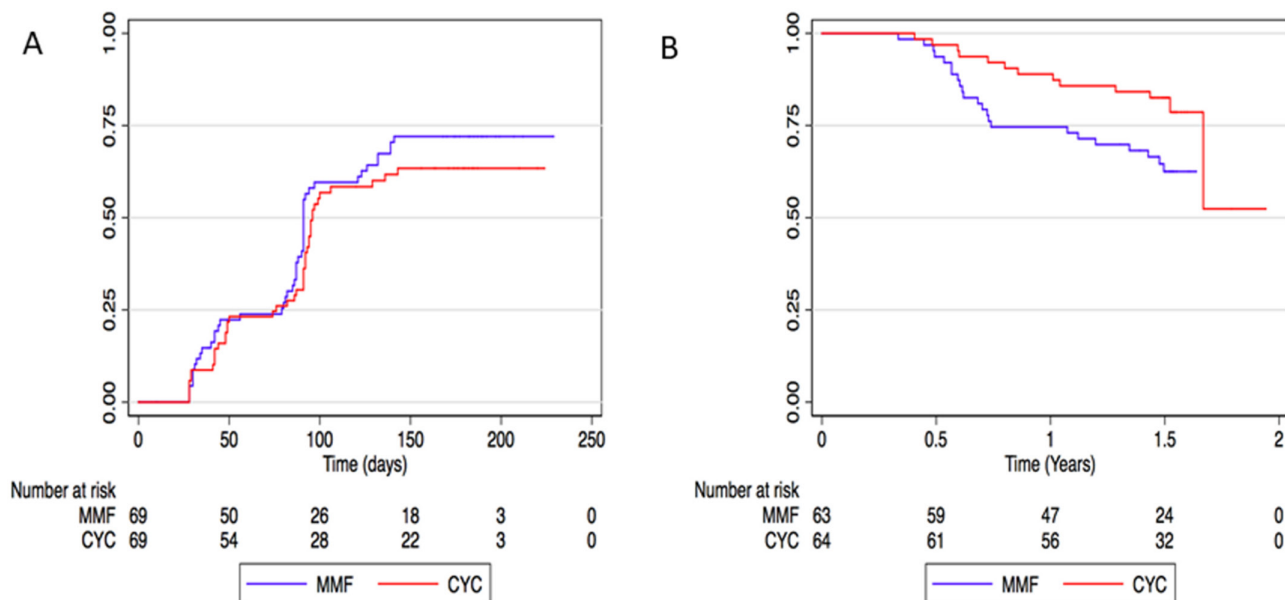 A
1.00
0.75
0.50
0.25
0.00
0 50 100 150 200 250
Time (days)
Number at risk
MMF 69 50 26 18 3 0
CYC 69 54 28 22 3 0
MMF CYC
B
1.00
0.75
0.50
0.25
0.00
0 0.5 1 1.5 2
Time (Years)
Number at risk
MMF 63 59 47 24 0
CYC 64 61 56 32 0
MMF CYC